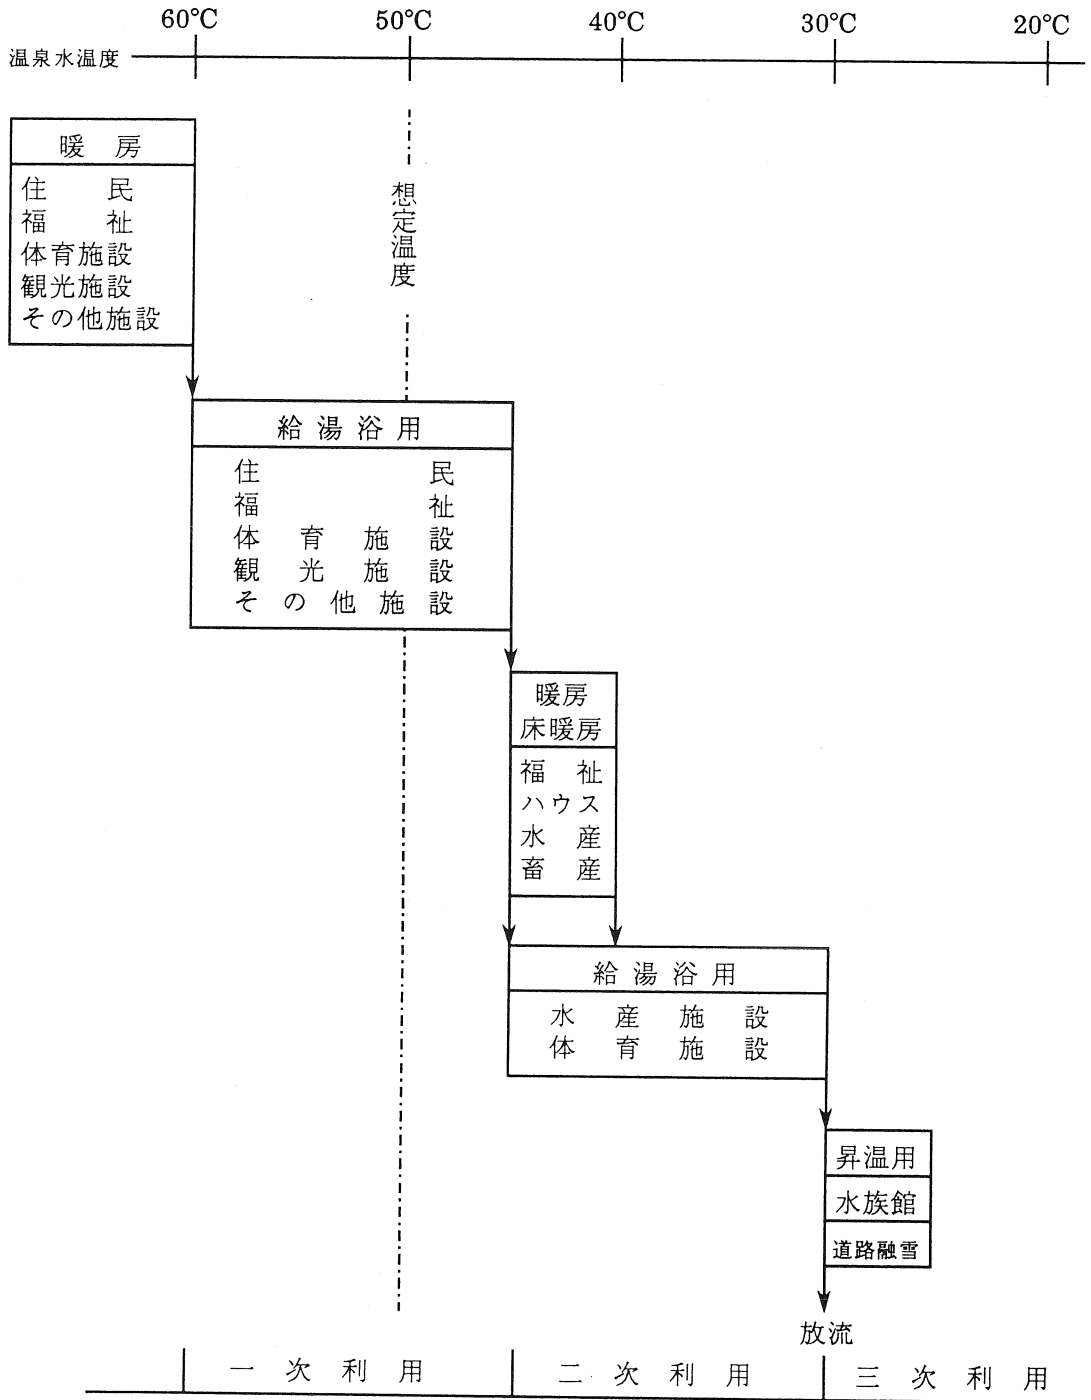 60℃ 50℃ 40℃ 30℃ 20℃
温泉水温度
暖房
住民
福祉
体育施設
観光施設
その他施設
想定温度
給湯浴用
住民
福祉
体育施設
観光施設
その他施設
暖房
床暖房
福祉
ハウス
水産
畜産
給湯浴用
水産施設
体育施設
昇温用
水族館
道路融雪
放流
一次利用 二次利用 三次利用